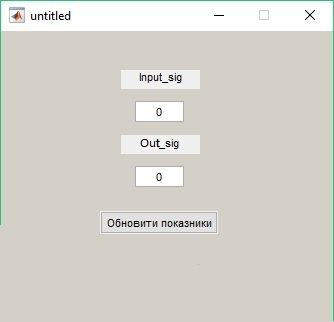 untitled
Input_sig
0
Out_sig
0
Обновити показники